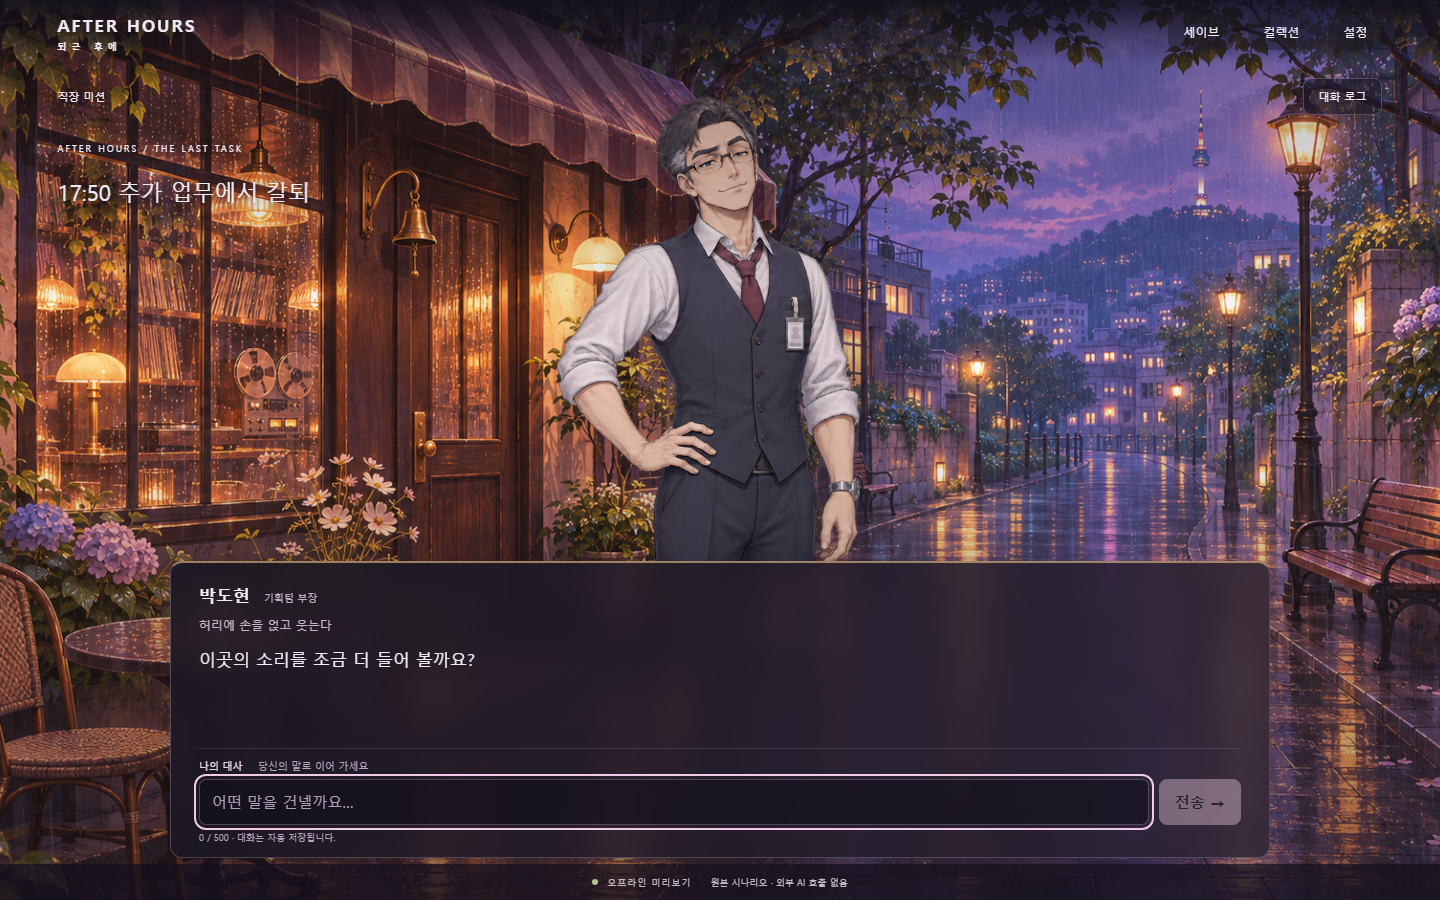 AFTER HOURS
퇴근 후에
세이브 컬렉션 설정
직장 미션
대화 로그
AFTER HOURS / THE LAST TASK
17:50 추가 업무에서 칼퇴
박도현 기획팀 부장
허리에 손을 얹고 웃는다
이곳의 소리를 조금 더 들어 볼까요?
나의 대사 당신의 말로 이어 가세요
어떤 말을 건넬까요...
전송 →
0 / 500 · 대화는 자동 저장됩니다.
오프라인 미리보기 원본 시나리오 · 외부 AI 호출 없음